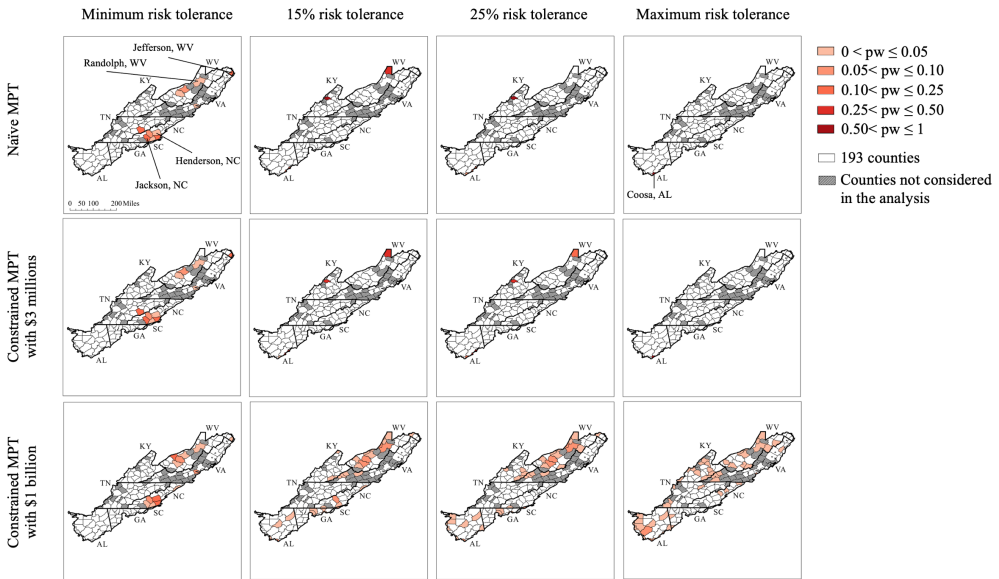 Minimum risk tolerance
15% risk tolerance
25% risk tolerance
Maximum risk tolerance
Naïve MPT
Jefferson, WV
Randolph, WV
KY
VA
TN
NC
SC
GA
Henderson, NC
Jackson, NC
AL
0 50 100 200 Miles
WV
KY
VA
TN
NC
SC
GA
AL
WV
KY
VA
TN
NC
SC
GA
AL
WV
KY
VA
TN
NC
SC
GA
Coosa, AL
0 < pw ≤ 0.05
0.05< pw ≤ 0.10
0.10< pw ≤ 0.25
0.25< pw ≤ 0.50
0.50< pw ≤ 1
193 counties
Counties not considered
in the analysis
Constrained MPT
with $3 millions
WV
KY
VA
TN
NC
SC
GA
AL
WV
KY
VA
TN
NC
SC
GA
AL
WV
KY
VA
TN
NC
SC
GA
AL
WV
KY
VA
TN
NC
SC
GA
AL
Constrained MPT
with $1 billion
WV
KY
VA
TN
NC
SC
GA
AL
WV
KY
VA
TN
NC
SC
GA
AL
WV
KY
VA
TN
NC
SC
GA
AL
WV
KY
VA
TN
NC
SC
GA
AL